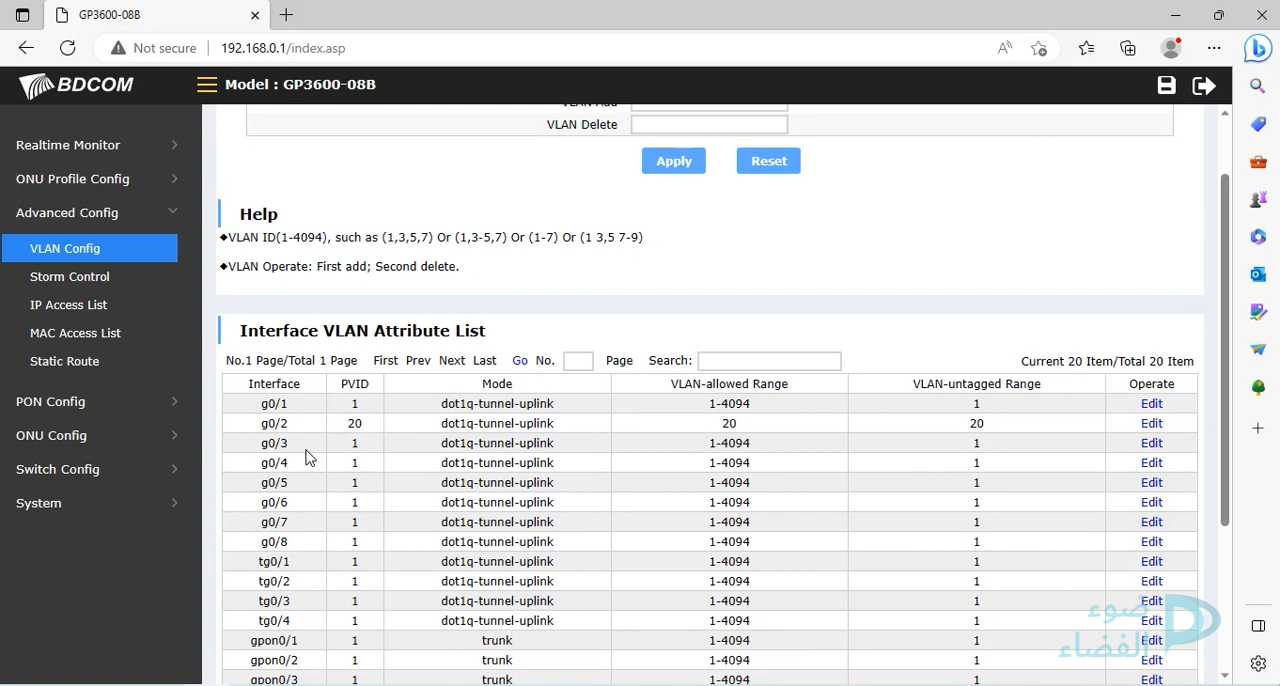 GP3600-08B
Not secure 192.168.0.1/index.asp
BDCOM Model : GP3600-08B
Realtime Monitor
ONU Profile Config
Advanced Config
VLAN Config
Storm Control
IP Access List
MAC Access List
Static Route
PON Config
ONU Config
Switch Config
System
VLAN Add
VLAN Delete
Apply Reset
Help
◆VLAN ID(1-4094), such as (1,3,5,7) Or (1,3-5,7) Or (1-7) Or (1 3,5 7-9)
◆VLAN Operate: First add; Second delete.
Interface VLAN Attribute List
No.1 Page/Total 1 Page First Prev Next Last Go No. Page Search: Current 20 Item/Total 20 Item
Interface PVID Mode VLAN-allowed Range VLAN-untagged Range Operate
g0/1 1 dot1q-tunnel-uplink 1-4094 1 Edit
g0/2 20 dot1q-tunnel-uplink 20 20 Edit
g0/3 1 dot1q-tunnel-uplink 1-4094 1 Edit
g0/4 1 dot1q-tunnel-uplink 1-4094 1 Edit
g0/5 1 dot1q-tunnel-uplink 1-4094 1 Edit
g0/6 1 dot1q-tunnel-uplink 1-4094 1 Edit
g0/7 1 dot1q-tunnel-uplink 1-4094 1 Edit
g0/8 1 dot1q-tunnel-uplink 1-4094 1 Edit
tg0/1 1 dot1q-tunnel-uplink 1-4094 1 Edit
tg0/2 1 dot1q-tunnel-uplink 1-4094 1 Edit
tg0/3 1 dot1q-tunnel-uplink 1-4094 1 Edit
tg0/4 1 dot1q-tunnel-uplink 1-4094 1 Edit
gpon0/1 1 trunk 1-4094 1 Edit
gpon0/2 1 trunk 1-4094 1 Edit
gpon0/3 1 trunk 1-4094 1 Edit
ضوء
الفضاء